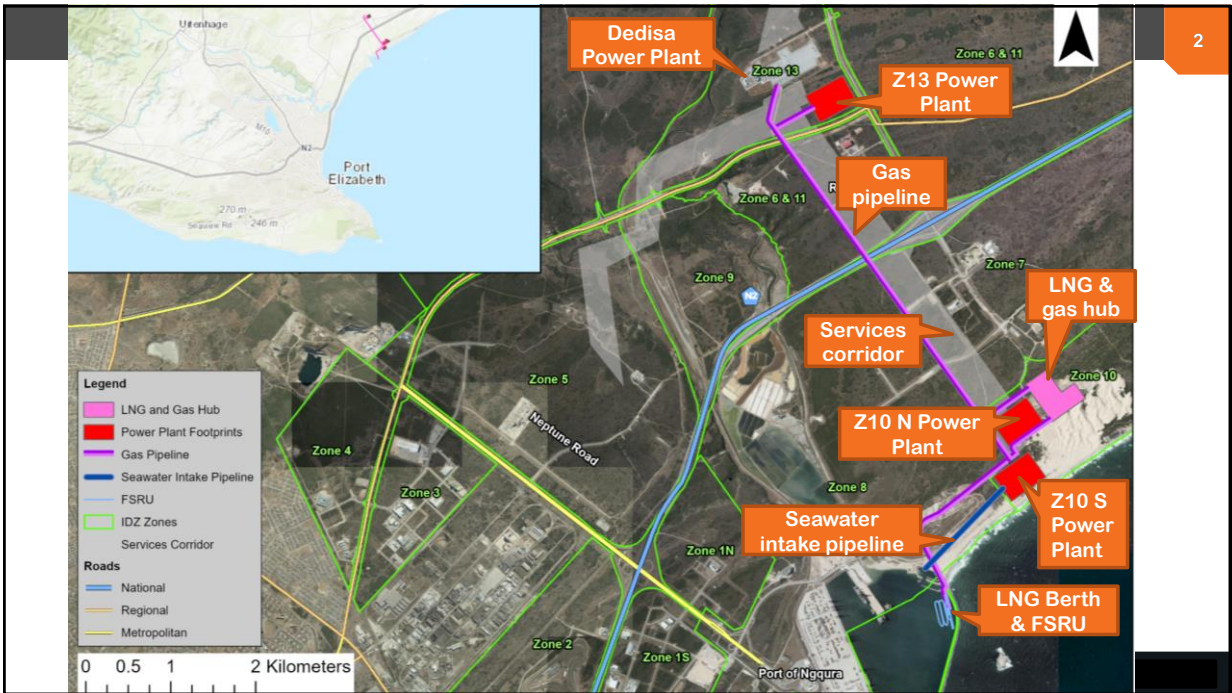 2
Uitenhage
M10
N2
Port
Elizabeth
270 m
246 m
Dedisa
Power Plant
Zone 13
Zone 6 & 11
Z13 Power
Plant
Gas
pipeline
Zone 6 & 11
R
Zone 7
Zone 9
N2
LNG &
gas hub
Services
corridor
Zone 10
Zone 5
Neptune Road
Z10 N Power
Plant
Zone 4
Zone 3
Zone 8
Z10 S
Power
Plant
Seawater
intake pipeline
Zone 1N
LNG Berth
& FSRU
Zone 2
Zone 1S
Port of Ngqura
Legend
LNG and Gas Hub
Power Plant Footprints
Gas Pipeline
Seawater Intake Pipeline
FSRU
IDZ Zones
Services Corridor
Roads
National
Regional
Metropolitan
0 0.5 1 2 Kilometers